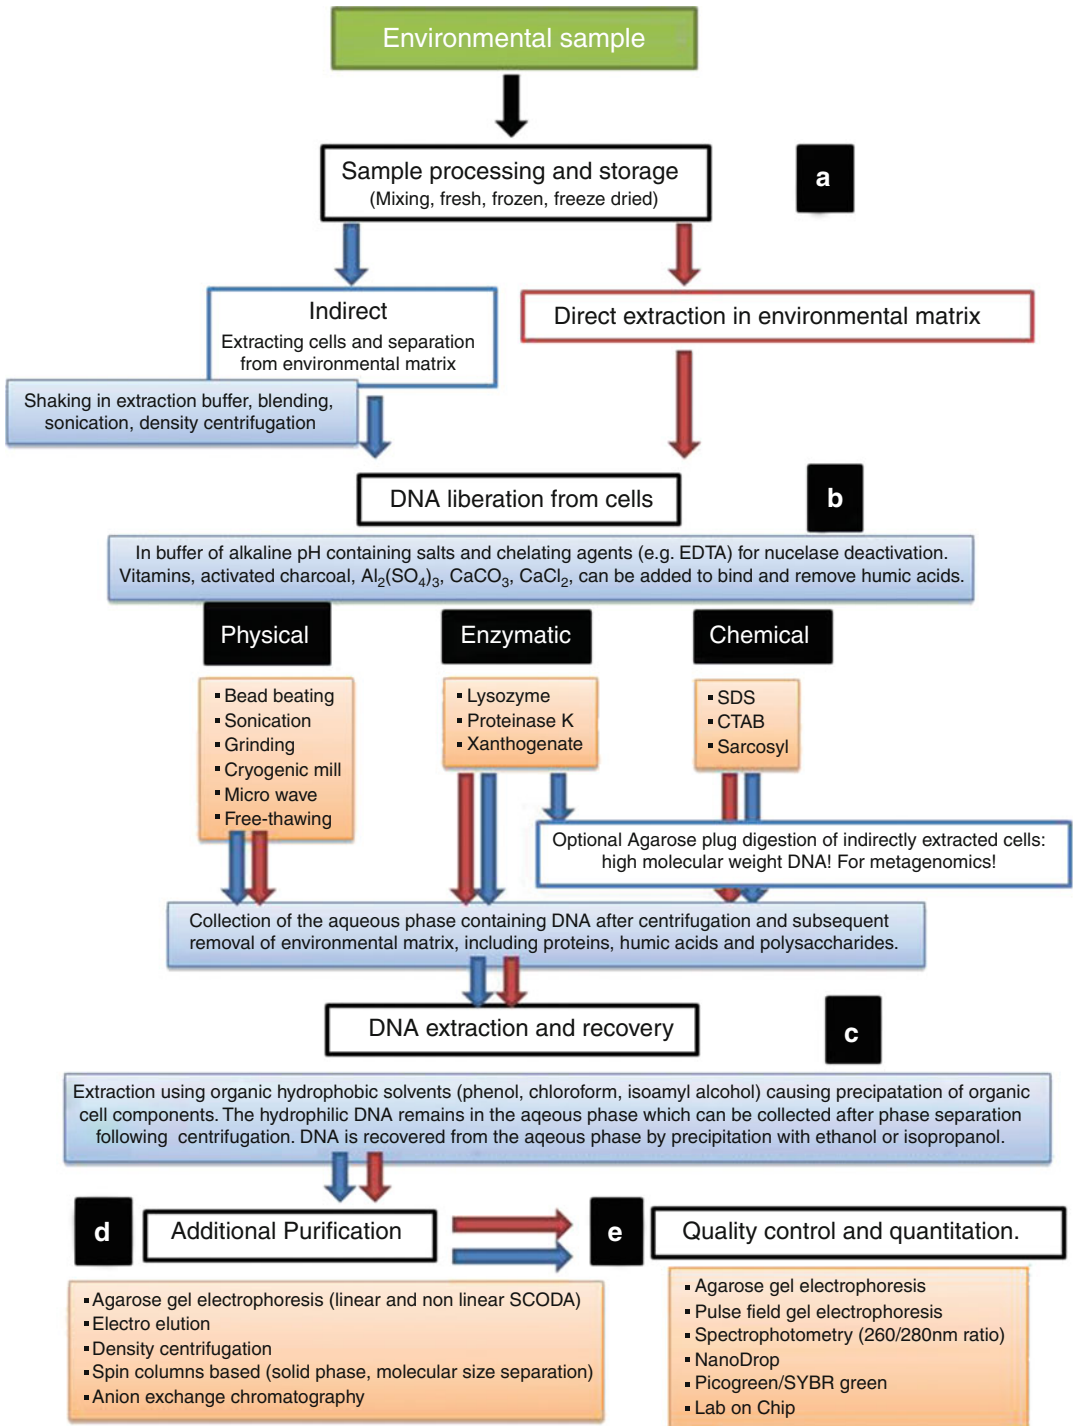 Environmental sample
Sample processing and storage
(Mixing, fresh, frozen, freeze dried)
a
Indirect
Extracting cells and separation
from environmental matrix
Direct extraction in environmental matrix
Shaking in extraction buffer, blending,
sonication, density centrifugation
DNA liberation from cells
b
In buffer of alkaline pH containing salts and chelating agents (e.g. EDTA) for nucelase deactivation.
Vitamins, activated charcoal, Al2(SO4)3, CaCO3, CaCl2, can be added to bind and remove humic acids.
Physical
▪ Bead beating
▪ Sonication
▪ Grinding
▪ Cryogenic mill
▪ Micro wave
▪ Free-thawing
Enzymatic
▪ Lysozyme
▪ Proteinase K
▪ Xanthogenate
Chemical
▪ SDS
▪ CTAB
▪ Sarcosyl
Optional Agarose plug digestion of indirectly extracted cells:
high molecular weight DNA! For metagenomics!
Collection of the aqueous phase containing DNA after centrifugation and subsequent
removal of environmental matrix, including proteins, humic acids and polysaccharides.
DNA extraction and recovery
c
Extraction using organic hydrophobic solvents (phenol, chloroform, isoamyl alcohol) causing precipatation of organic
cell components. The hydrophilic DNA remains in the aqeous phase which can be collected after phase separation
following centrifugation. DNA is recovered from the aqeous phase by precipitation with ethanol or isopropanol.
d
Additional Purification
▪ Agarose gel electrophoresis (linear and non linear SCODA)
▪ Electro elution
▪ Density centrifugation
▪ Spin columns based (solid phase, molecular size separation)
▪ Anion exchange chromatography
e
Quality control and quantitation.
▪ Agarose gel electrophoresis
▪ Pulse field gel electrophoresis
▪ Spectrophotometry (260/280nm ratio)
▪ NanoDrop
▪ Picogreen/SYBR green
▪ Lab on Chip